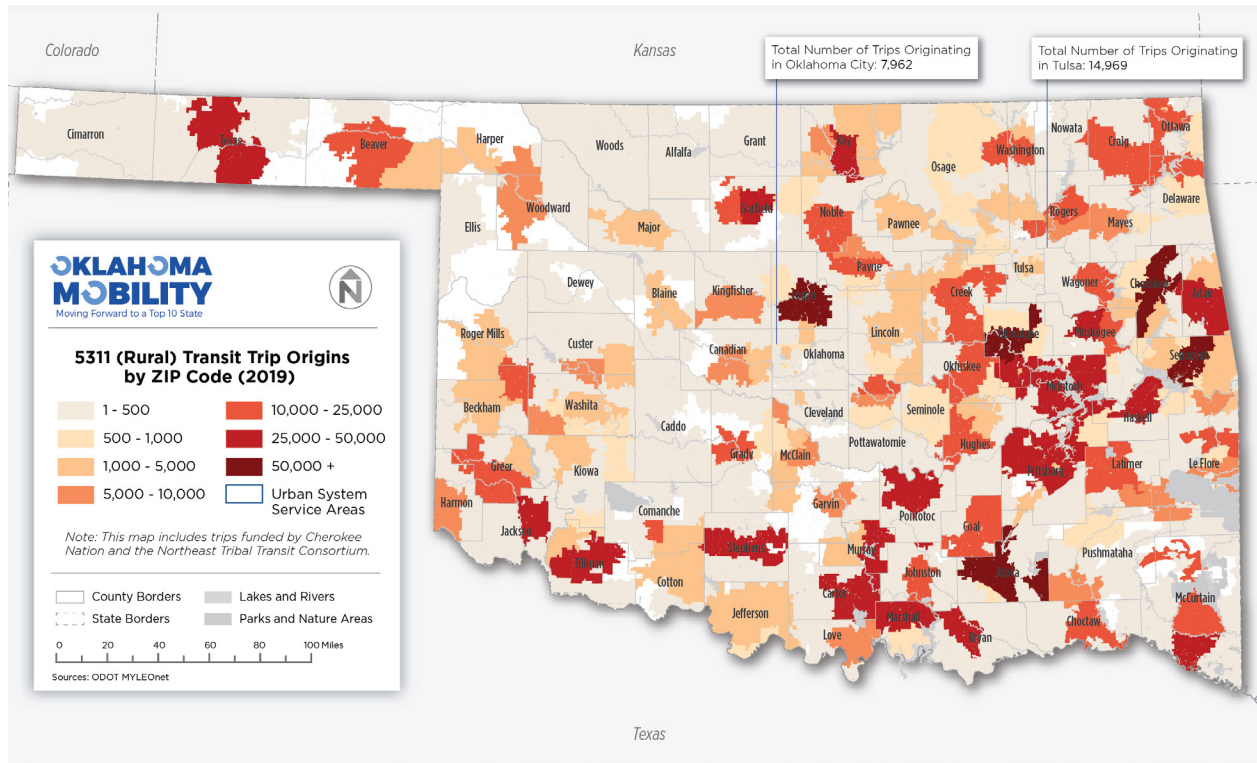 Colorado
Kansas
Total Number of Trips Originating
in Oklahoma City: 7,962
Total Number of Trips Originating
in Tulsa: 14,969
Cimarron
Texas
Beaver
Harper
Woods
Alfalfa
Grant
Kay
Osage
Washington
Nowata
Craig
Ottawa
Ellis
Woodward
Major
Garfield
Noble
Pawnee
Rogers
Mayes
Delaware
Dewey
Blaine
Kingfisher
Logan
Payne
Creek
Tulsa
Wagoner
Cherokee
Adair
Roger Mills
Custer
Canadian
Oklahoma
Lincoln
Okmulgee
Muskogee
Sequoyah
Okfuskee
McIntosh
Beckham
Washita
Caddo
Cleveland
Seminole
Haskell
Pottawatomie
Hughes
Greer
Kiowa
Grady
McClain
Pittsburg
Latimer
Le Flore
Harmon
Jackson
Comanche
Garvin
Pontotoc
Coal
Tillman
Stephens
Murray
Johnston
Atoka
Pushmataha
Cotton
Carter
McCurtain
Jefferson
Love
Marshall
Bryan
Choctaw
Texas
OKLAHOMA
MOBILITY
Moving Forward to a Top 10 State
N
5311 (Rural) Transit Trip Origins
by ZIP Code (2019)
1 - 500
500 - 1,000
1,000 - 5,000
5,000 - 10,000
10,000 - 25,000
25,000 - 50,000
50,000 +
Urban System
Service Areas
Note: This map includes trips funded by Cherokee
Nation and the Northeast Tribal Transit Consortium.
County Borders
State Borders
Lakes and Rivers
Parks and Nature Areas
0 20 40 60 80 100 Miles
Sources: ODOT MYLEOnet